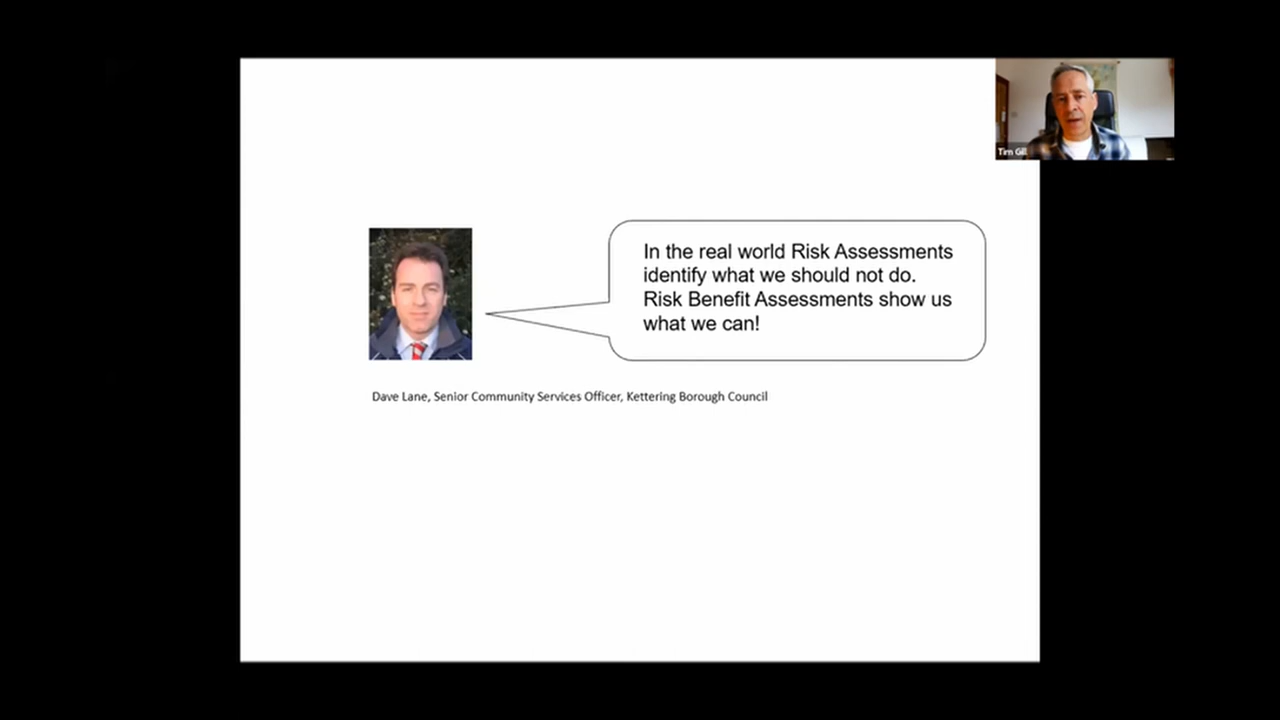 Tim Gill
In the real world Risk Assessments
identify what we should not do.
Risk Benefit Assessments show us
what we can!
Dave Lane, Senior Community Services Officer, Kettering Borough Council